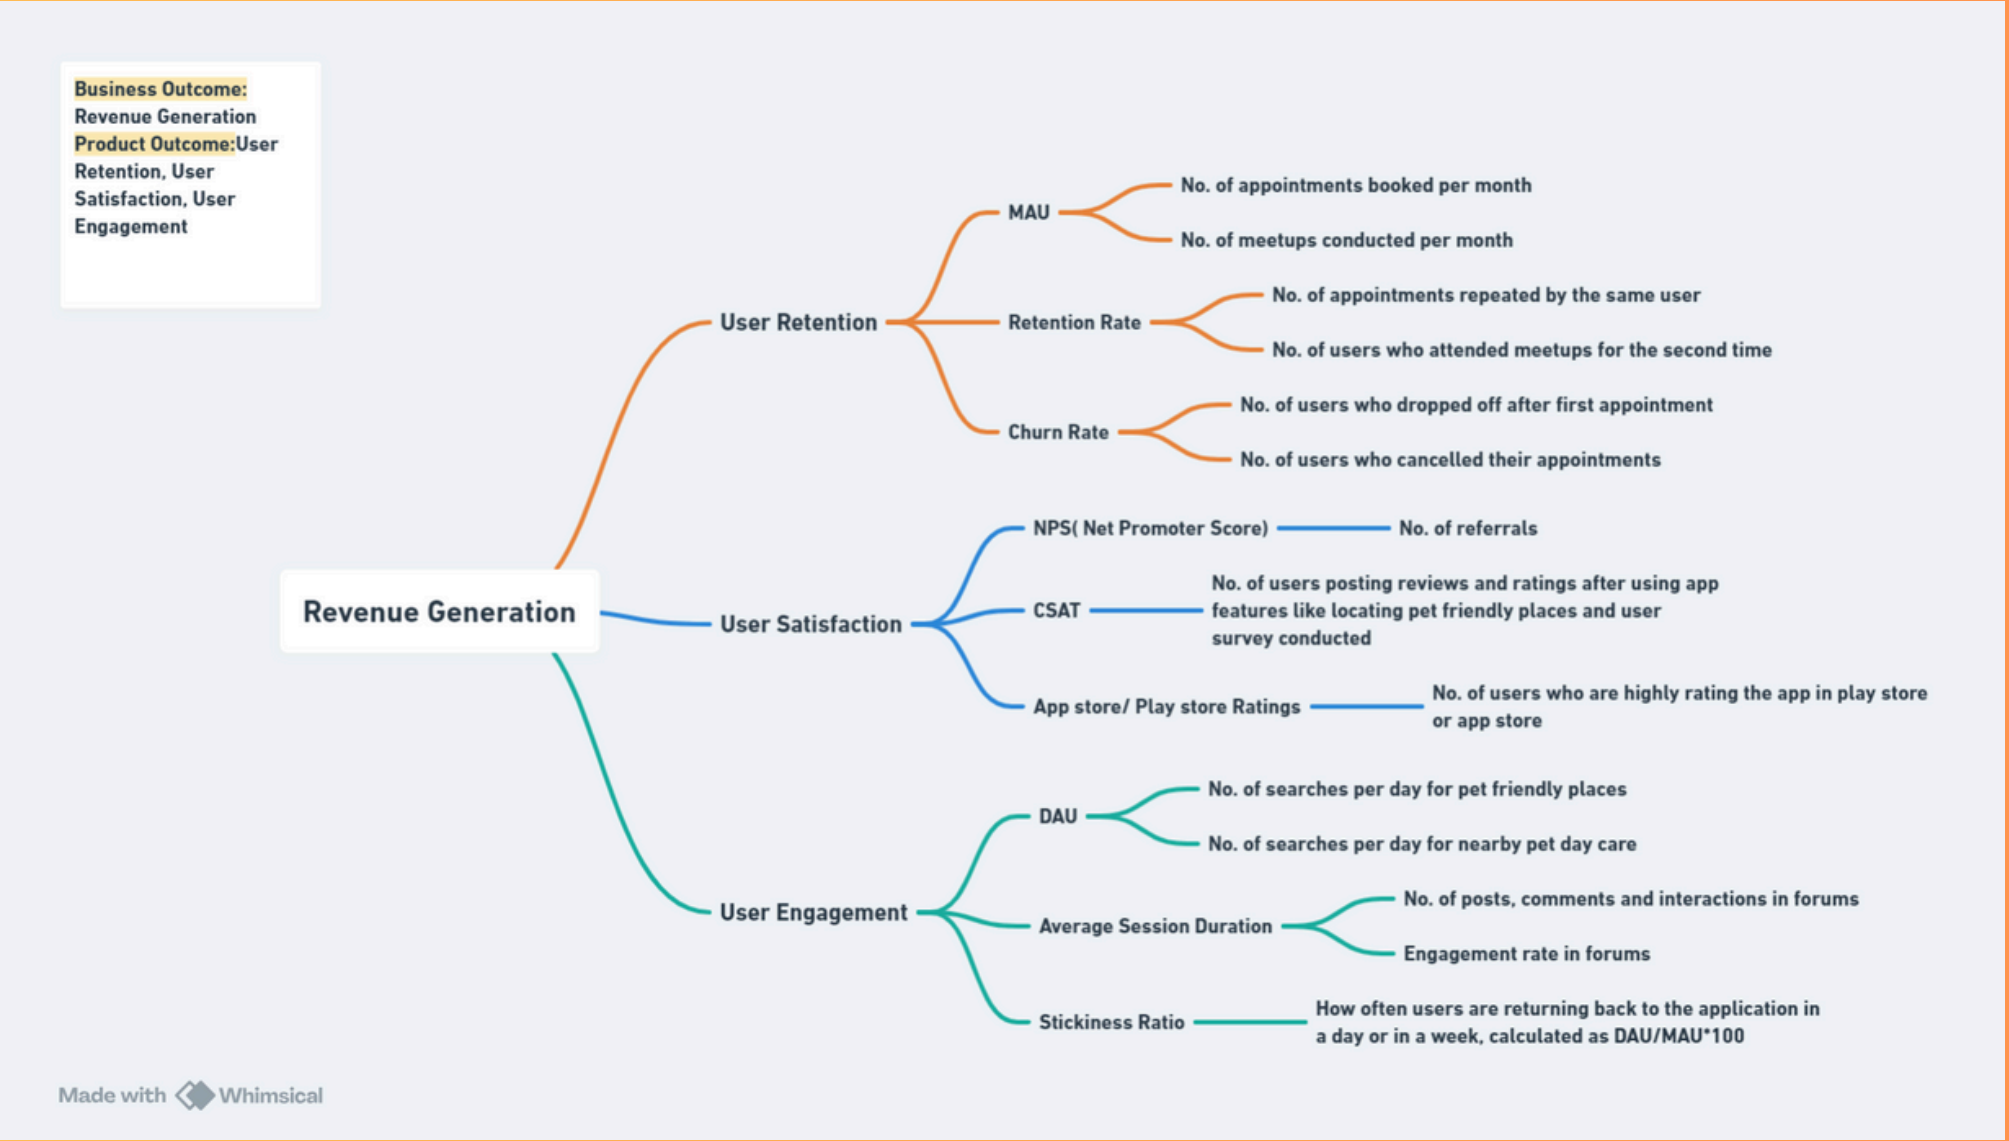 Business Outcome:
Revenue Generation
Product Outcome:User
Retention, User
Satisfaction, User
Engagement
Revenue Generation
User Retention
MAU
No. of appointments booked per month
No. of meetups conducted per month
Retention Rate
No. of appointments repeated by the same user
No. of users who attended meetups for the second time
Churn Rate
No. of users who dropped off after first appointment
No. of users who cancelled their appointments
User Satisfaction
NPS( Net Promoter Score)
No. of referrals
CSAT
No. of users posting reviews and ratings after using app
features like locating pet friendly places and user
survey conducted
App store/ Play store Ratings
No. of users who are highly rating the app in play store
or app store
User Engagement
DAU
No. of searches per day for pet friendly places
No. of searches per day for nearby pet day care
Average Session Duration
No. of posts, comments and interactions in forums
Engagement rate in forums
Stickiness Ratio
How often users are returning back to the application in
a day or in a week, calculated as DAU/MAU*100
Made with Whimsical